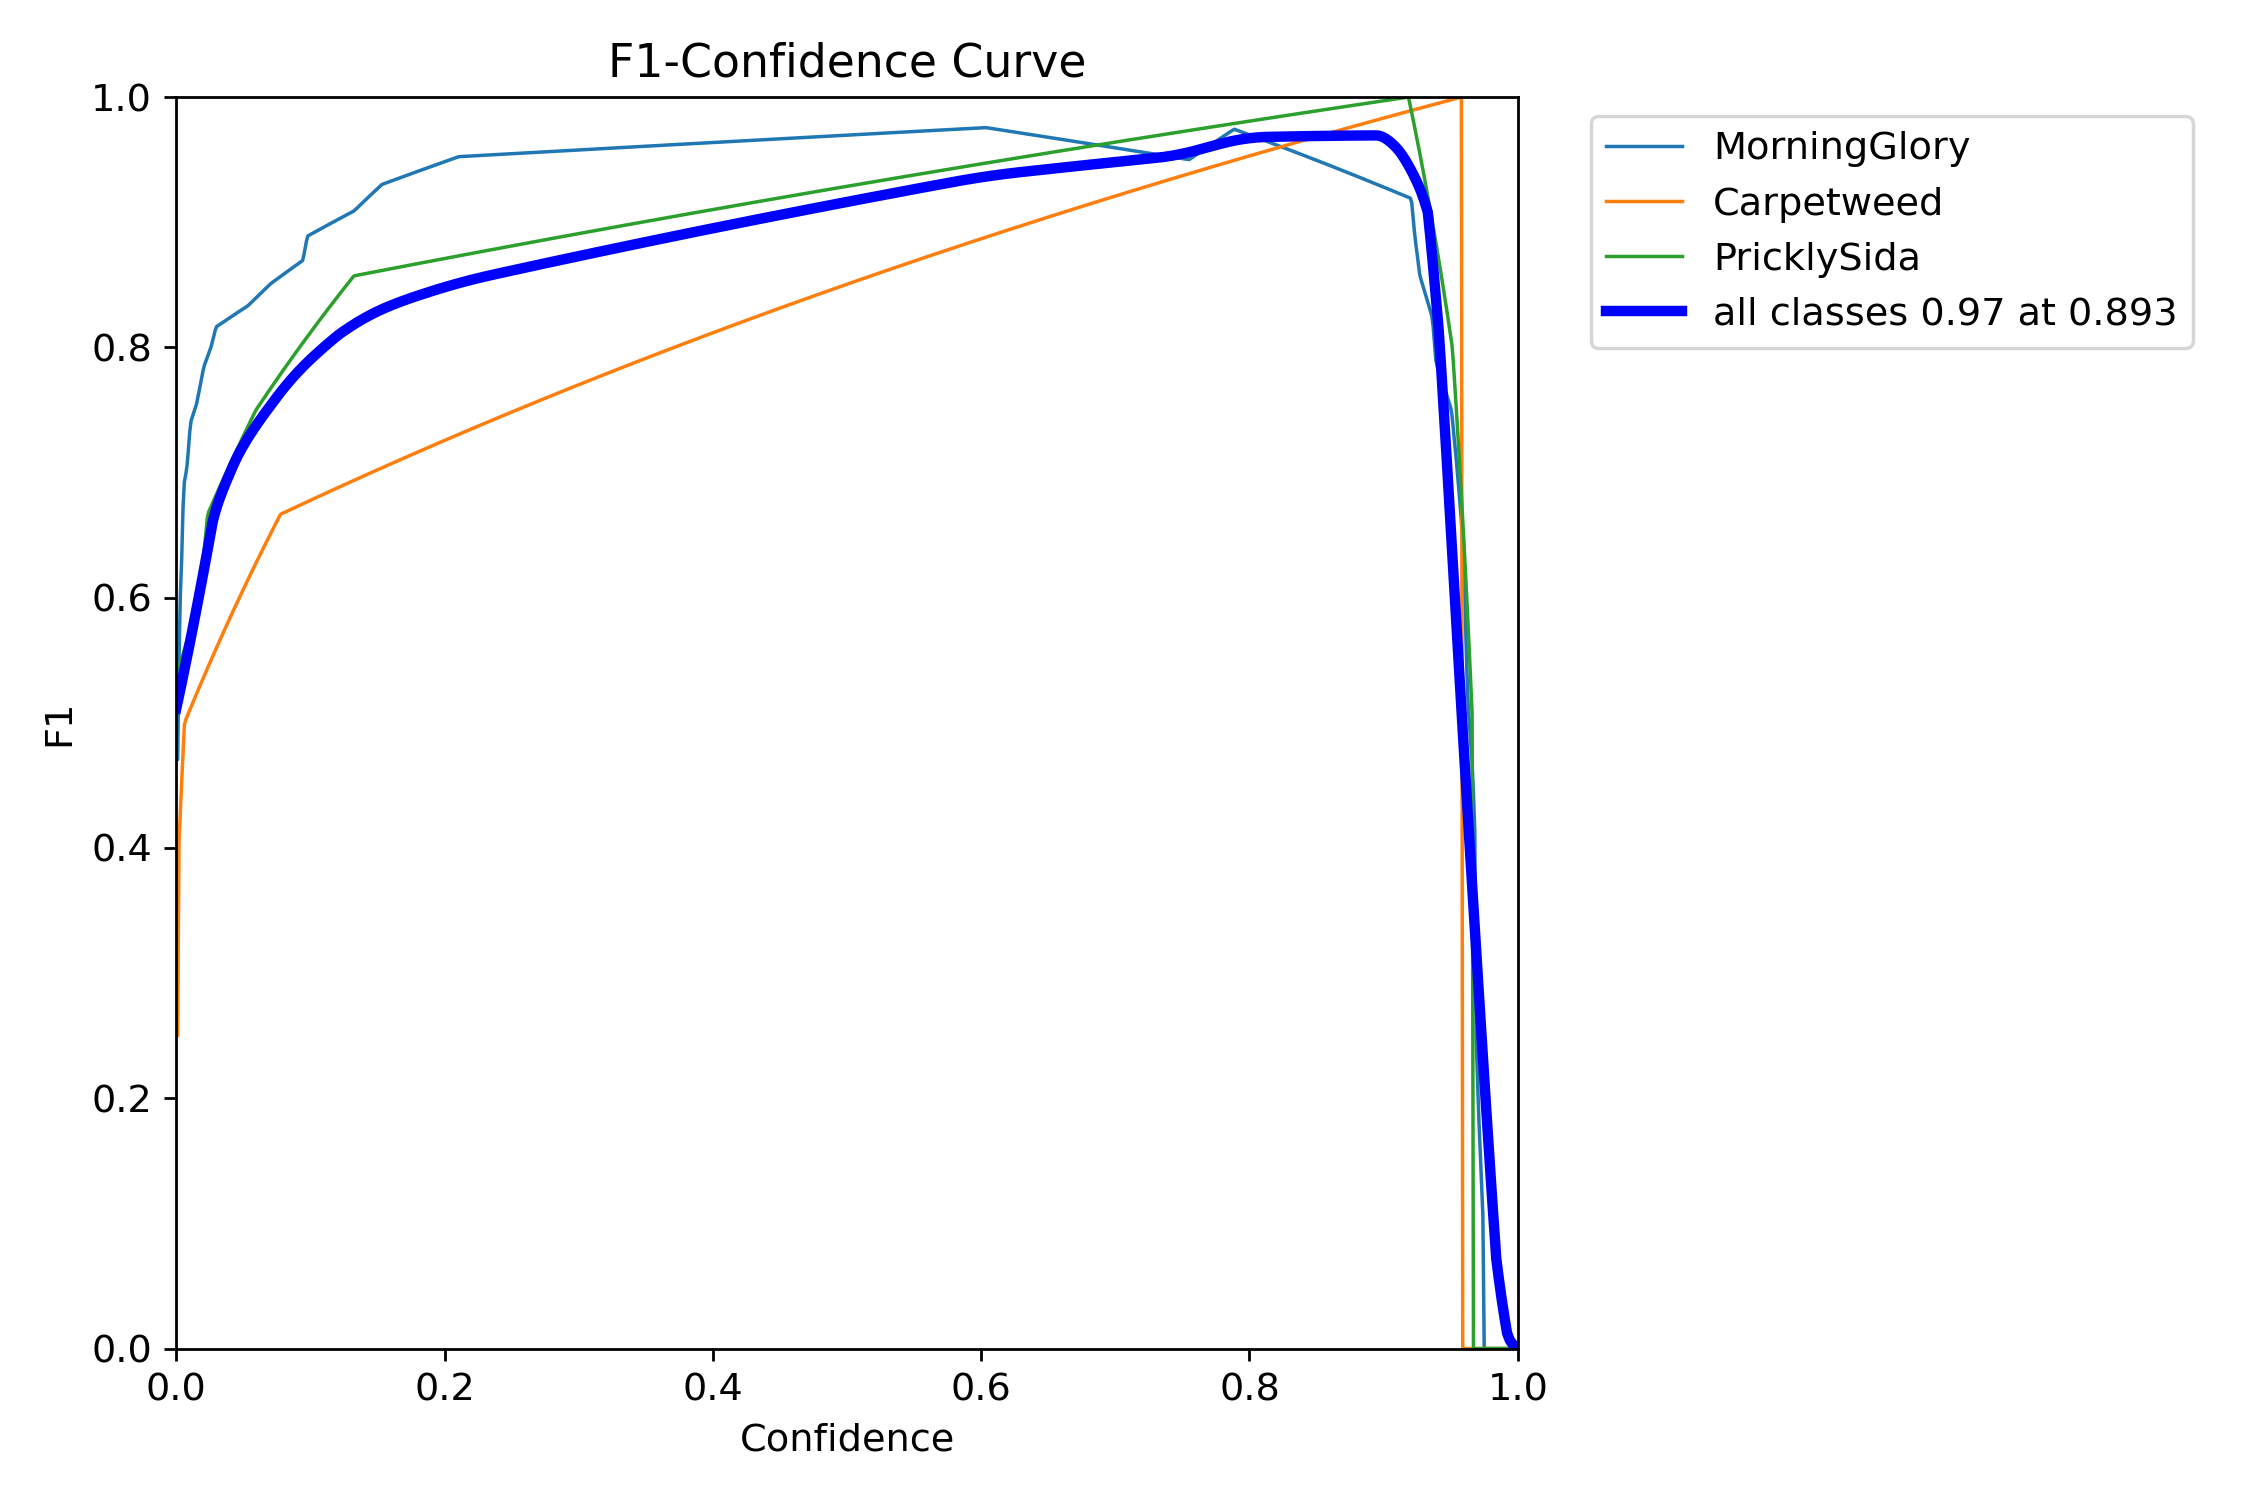 F1-Confidence Curve
MorningGlory
Carpetweed
PricklySida
all classes 0.97 at 0.893
1.0
0.8
0.6
0.4
0.2
0.0
F1
0.0 0.2 0.4 0.6 0.8 1.0
Confidence